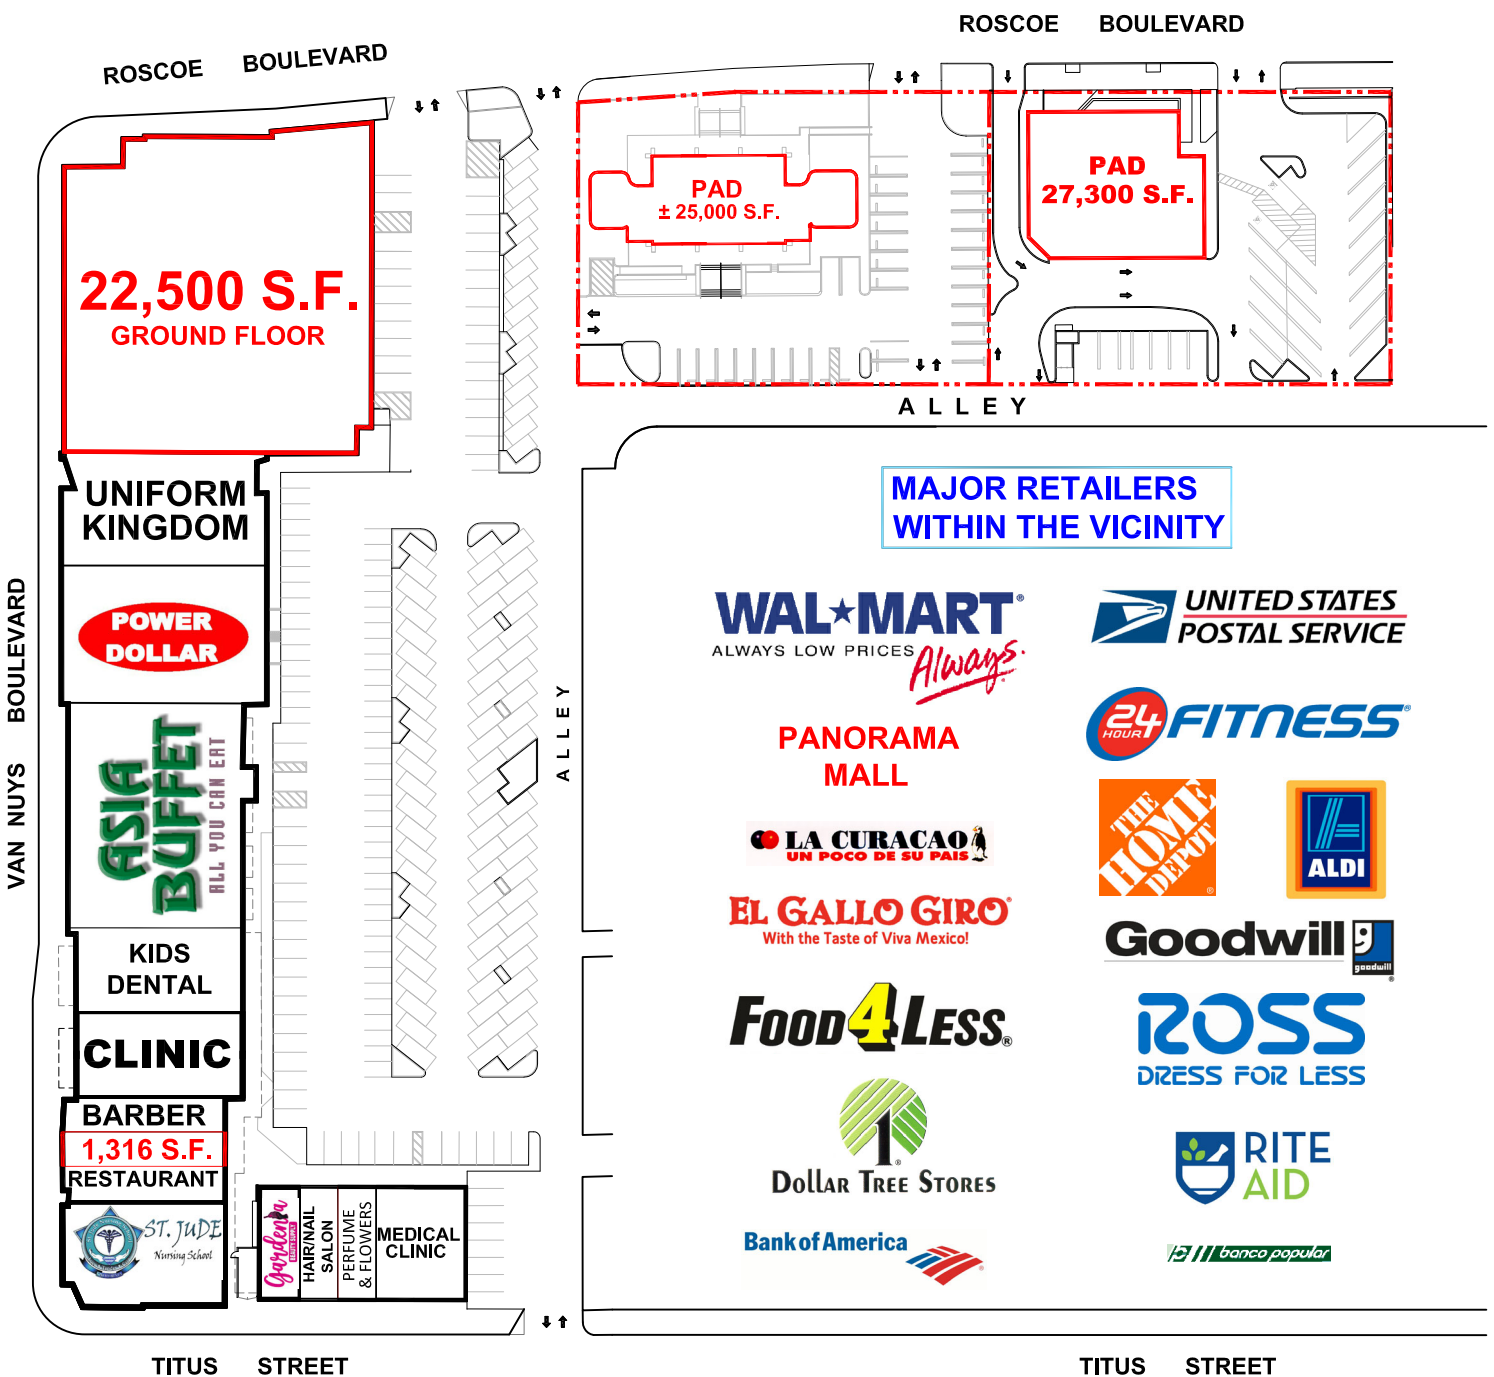 ROSCOE BOULEVARD
ROSCOE BOULEVARD
PAD
± 25,000 S.F.
PAD
27,300 S.F.
22,500 S.F.
GROUND FLOOR
ALLEY
UNIFORM
KINGDOM
POWER
DOLLAR
ASIA
BUFFET
ALL YOU CAN EAT
KIDS
DENTAL
CLINIC
BARBER
1,316 S.F.
RESTAURANT
ST. JUDE
Nursing School
Gardenia
HAIR/NAIL
SALON
PERFUME
& FLOWERS
MEDICAL
CLINIC
VAN NUYS BOULEVARD
ALLEY
MAJOR RETAILERS
WITHIN THE VICINITY
WAL★MART®
ALWAYS LOW PRICES
Always.
UNITED STATES
POSTAL SERVICE
PANORAMA
MALL
24
HOUR
FITNESS®
LA CURACAO
UN POCO DE SU PAIS
THE
HOME
DEPOT
®
ALDI
EL GALLO GIRO®
With the Taste of Viva Mexico!
Goodwill
goodwill
®
FOOD 4 LESS®
ROSS
DRESS FOR LESS
1
®
DOLLAR TREE STORES
RITE
AID
Bank of America
®
banco popular
TITUS STREET
TITUS STREET